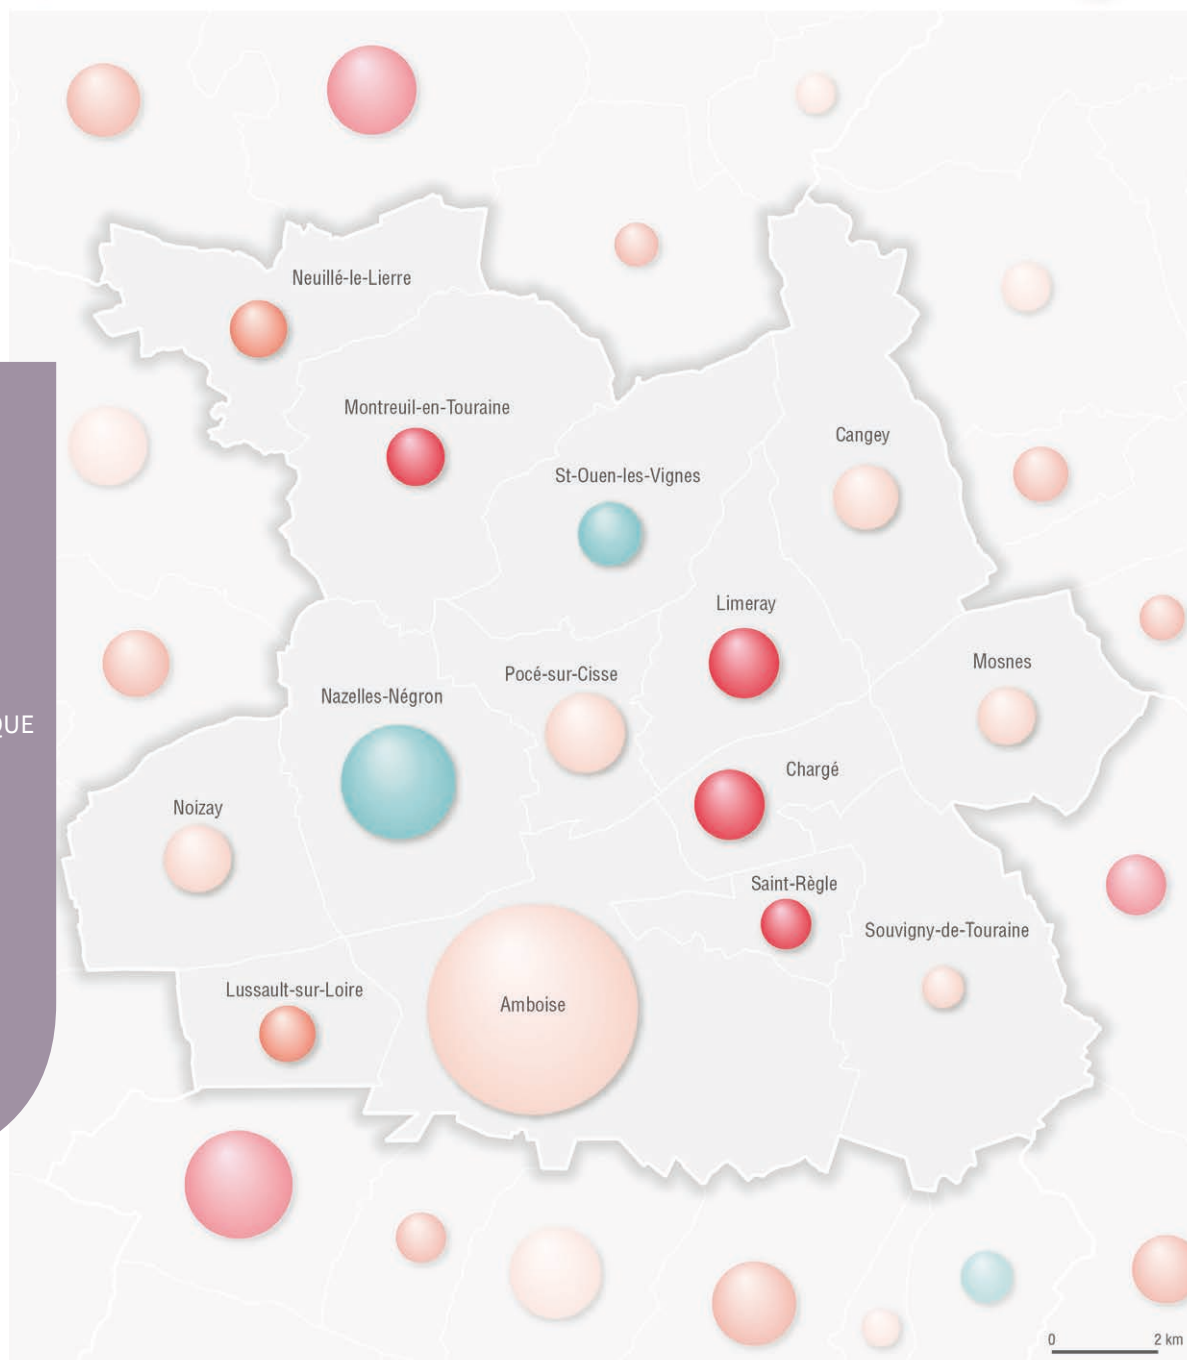 Neuillé-le-Lierre
Montreuil-en-Touraine
Cangey
St-Ouen-les-Vignes
Limeray
Mosnes
Pocé-sur-Cisse
Nazelles-Négron
QUE
Chargé
Noizay
Saint-Règle
Souvigny-de-Touraine
Lussault-sur-Loire
Amboise
0 2 km